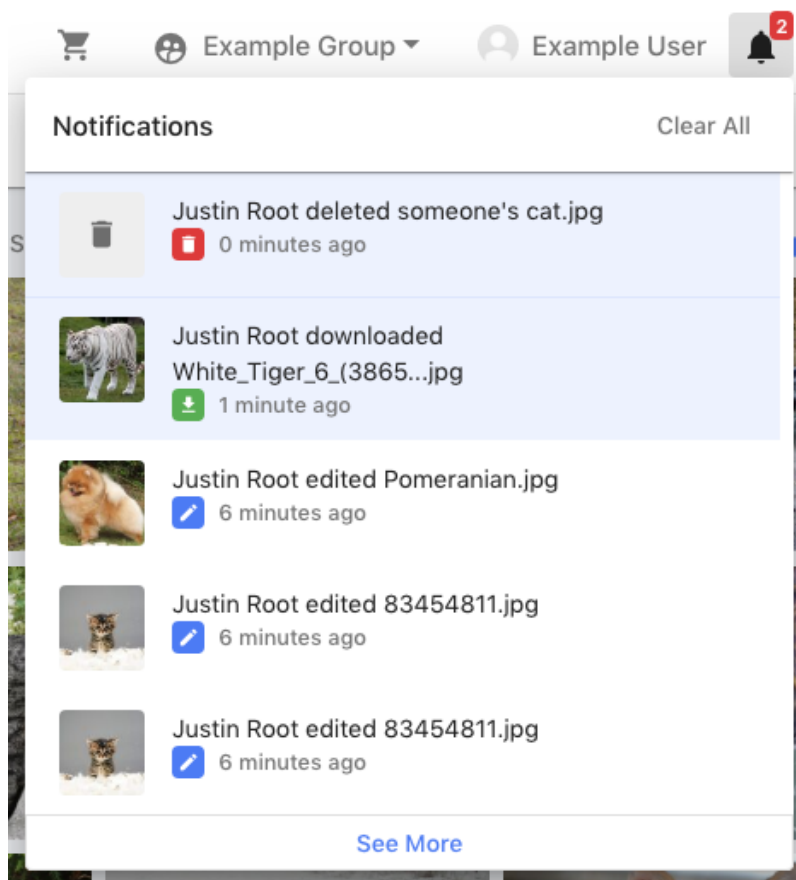 Example Group
Example User
2
Notifications
Clear All
S
Justin Root deleted someone's cat.jpg
0 minutes ago
Justin Root downloaded
White_Tiger_6_(3865...jpg
1 minute ago
Justin Root edited Pomeranian.jpg
6 minutes ago
Justin Root edited 83454811.jpg
6 minutes ago
Justin Root edited 83454811.jpg
6 minutes ago
See More